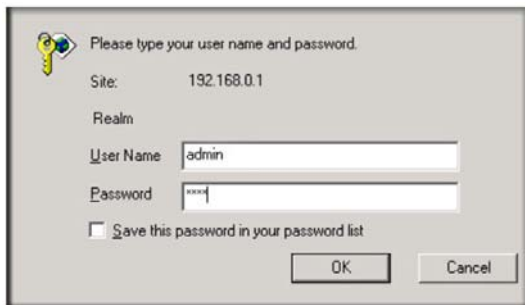 Please type your user name and password.
Site: 192.168.0.1
Realm
User Name admin
Password xxxx
Save this password in your password list
OK Cancel